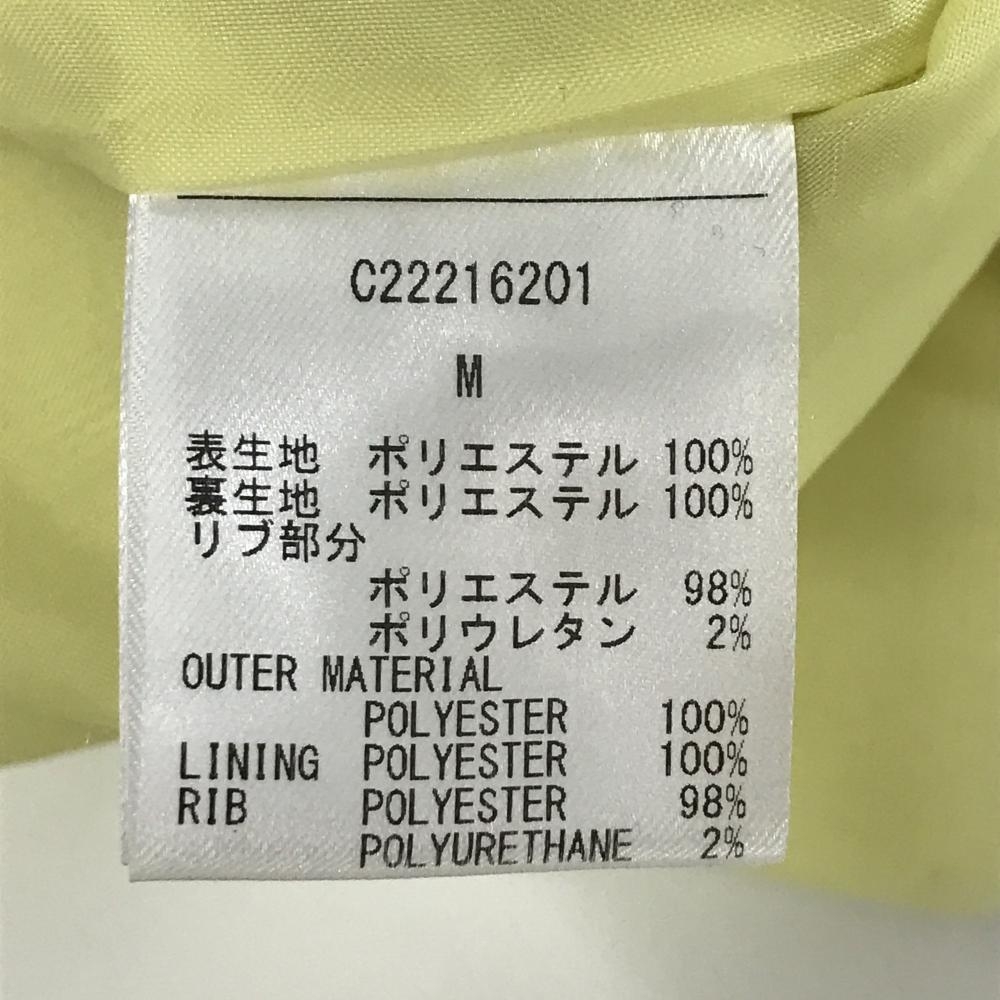 C22216201
M
表生地 ポリエステル 100%
裏生地 ポリエステル 100%
リブ部分
ポリエステル 98%
ポリウレタン 2%
OUTER MATERIAL
POLYESTER 100%
LINING POLYESTER 100%
RIB POLYESTER 98%
POLYURETHANE 2%